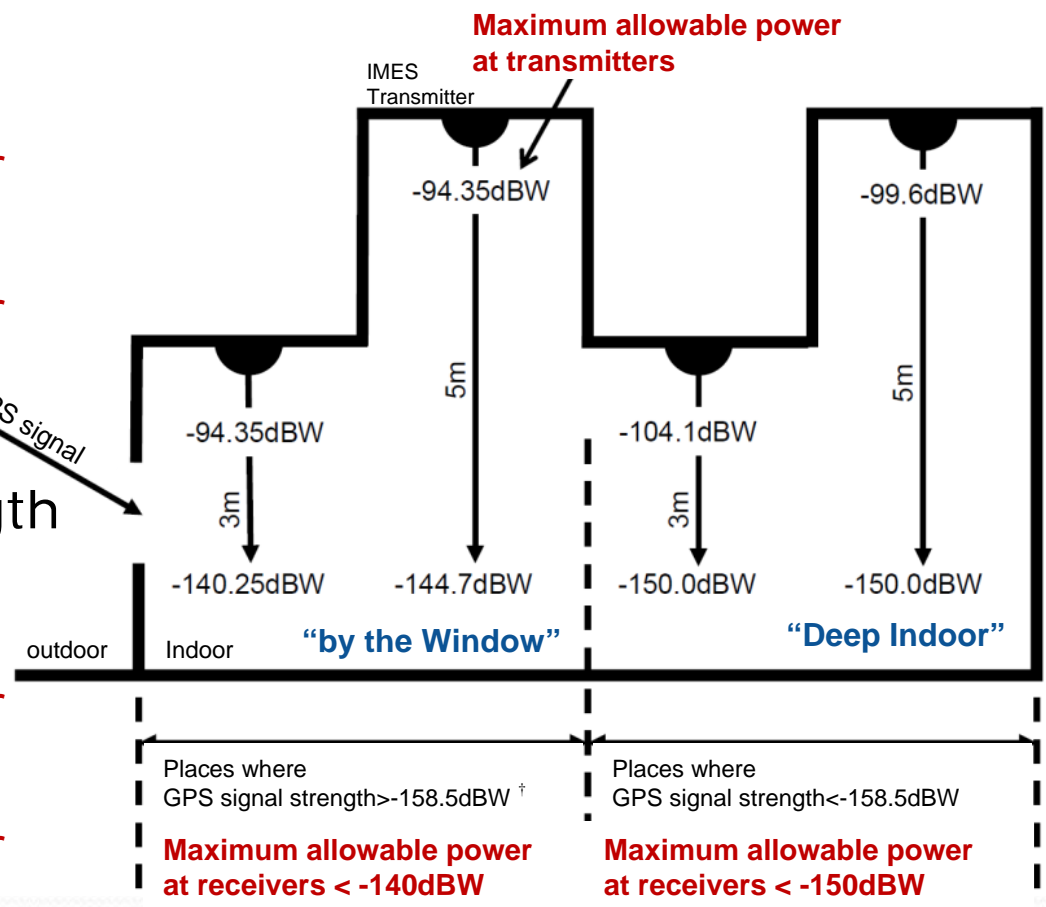 Maximum allowable power
at transmitters
IMES
Transmitter
-94.35dBW
-99.6dBW
5m
5m
signal
-94.35dBW
-104.1dBW
3m
3m
-140.25dBW
-144.7dBW
-150.0dBW
-150.0dBW
outdoor
Indoor
“by the Window”
“Deep Indoor”
Places where
GPS signal strength>-158.5dBW †
Places where
GPS signal strength<-158.5dBW
Maximum allowable power
at receivers < -140dBW
Maximum allowable power
at receivers < -150dBW